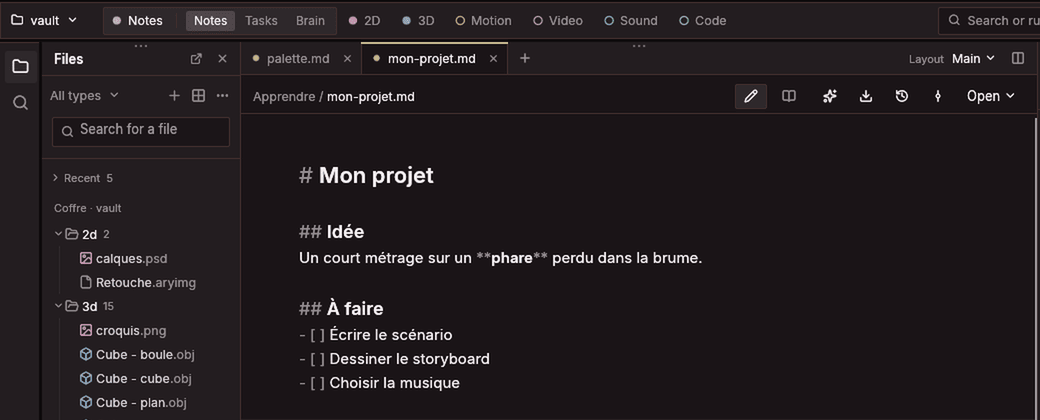 vault Notes Notes Tasks Brain 2D 3D Motion Video Sound Code Search or ru
Files palette.md mon-projet.md Layout Main
All types Apprendre / mon-projet.md Open
Search for a file
Recent 5
Coffre · vault
2d 2
calques.psd
Retouche.aryimg
3d 15
croquis.png
Cube - boule.obj
Cube - cube.obj
Cube - plan.obj
# Mon projet
## Idée
Un court métrage sur un **phare** perdu dans la brume.
## À faire
- [ ] Écrire le scénario
- [ ] Dessiner le storyboard
- [ ] Choisir la musique